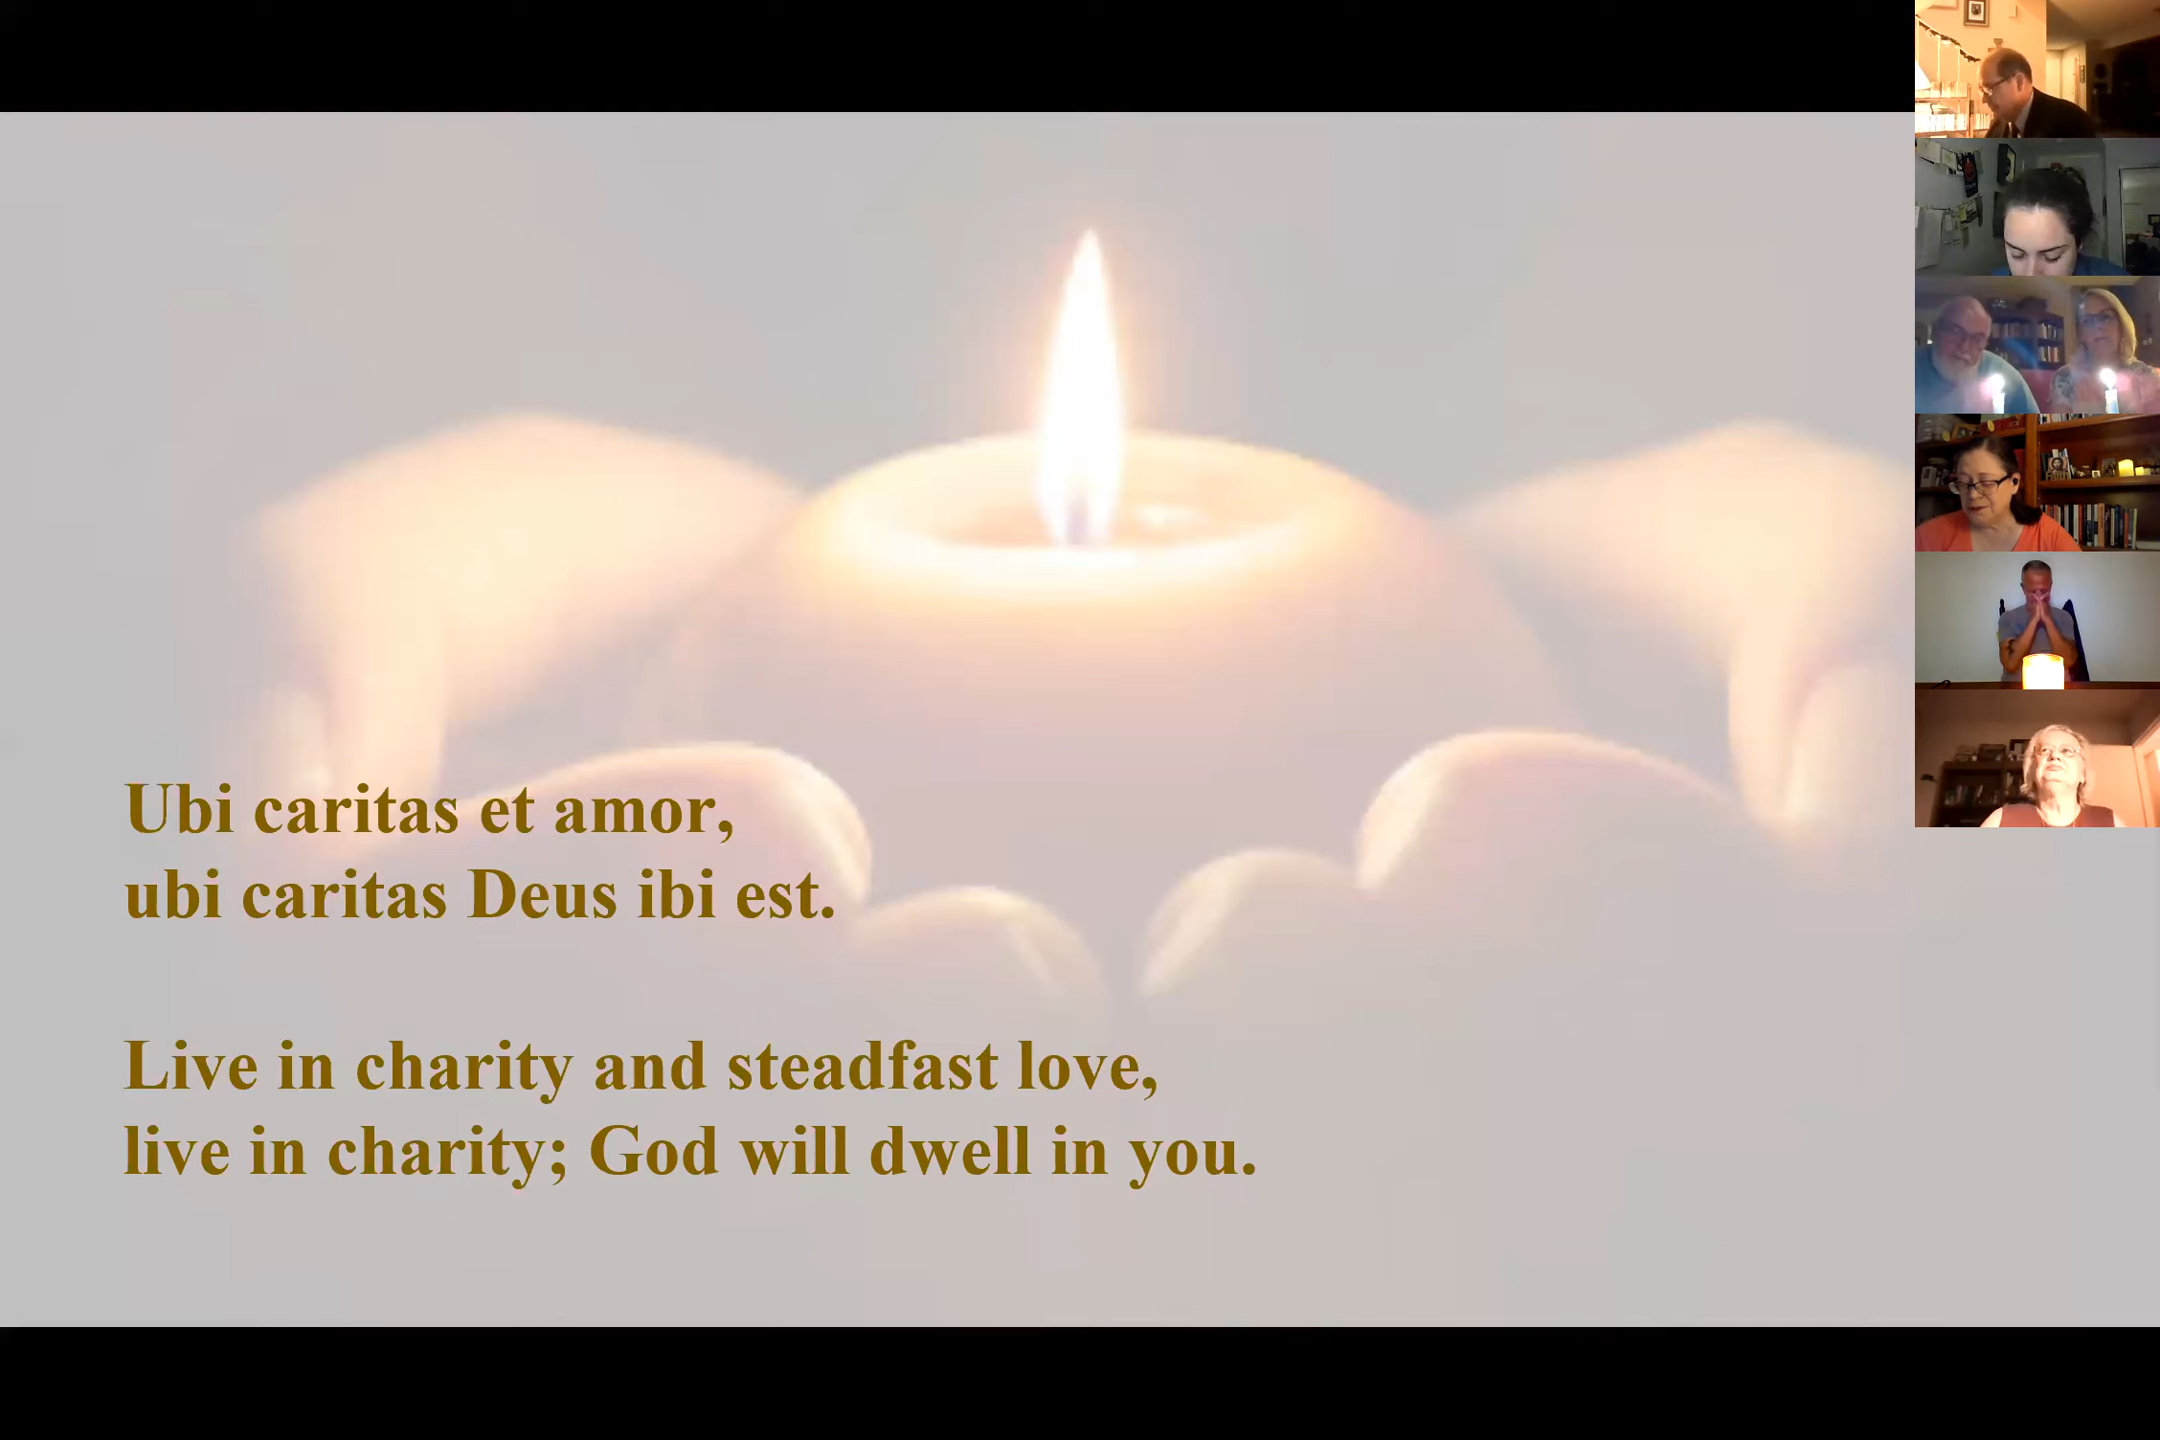 Ubi caritas et amor,
ubi caritas Deus ibi est.
Live in charity and steadfast love,
live in charity; God will dwell in you.